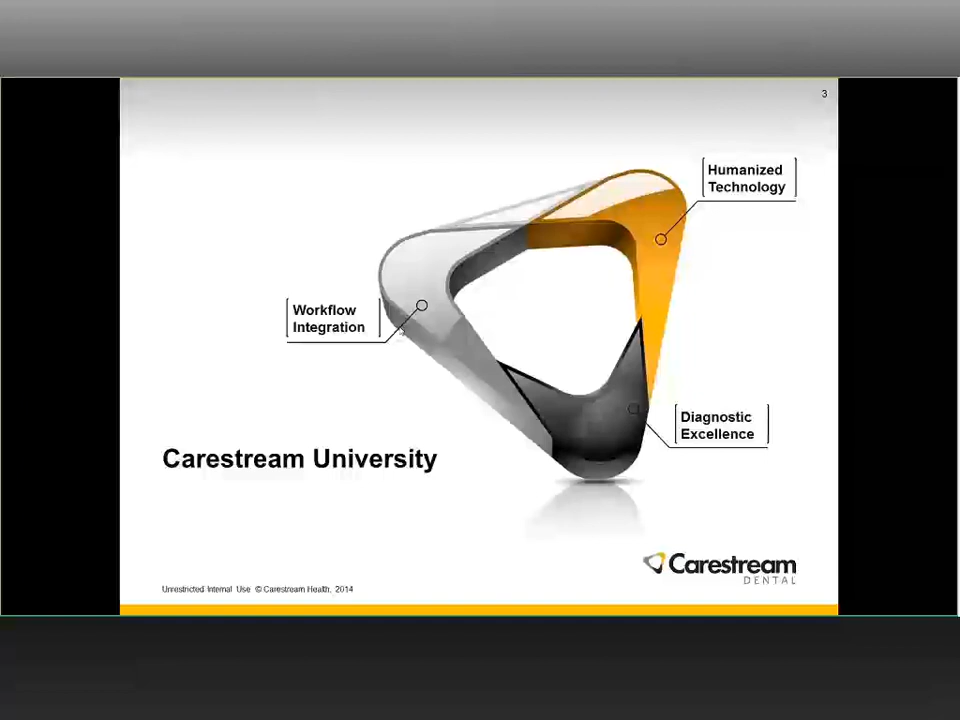 3
Humanized
Technology
Workflow
Integration
Diagnostic
Excellence
Carestream University
Carestream
DENTAL
Unrestricted Internal Use © Carestream Health, 2014